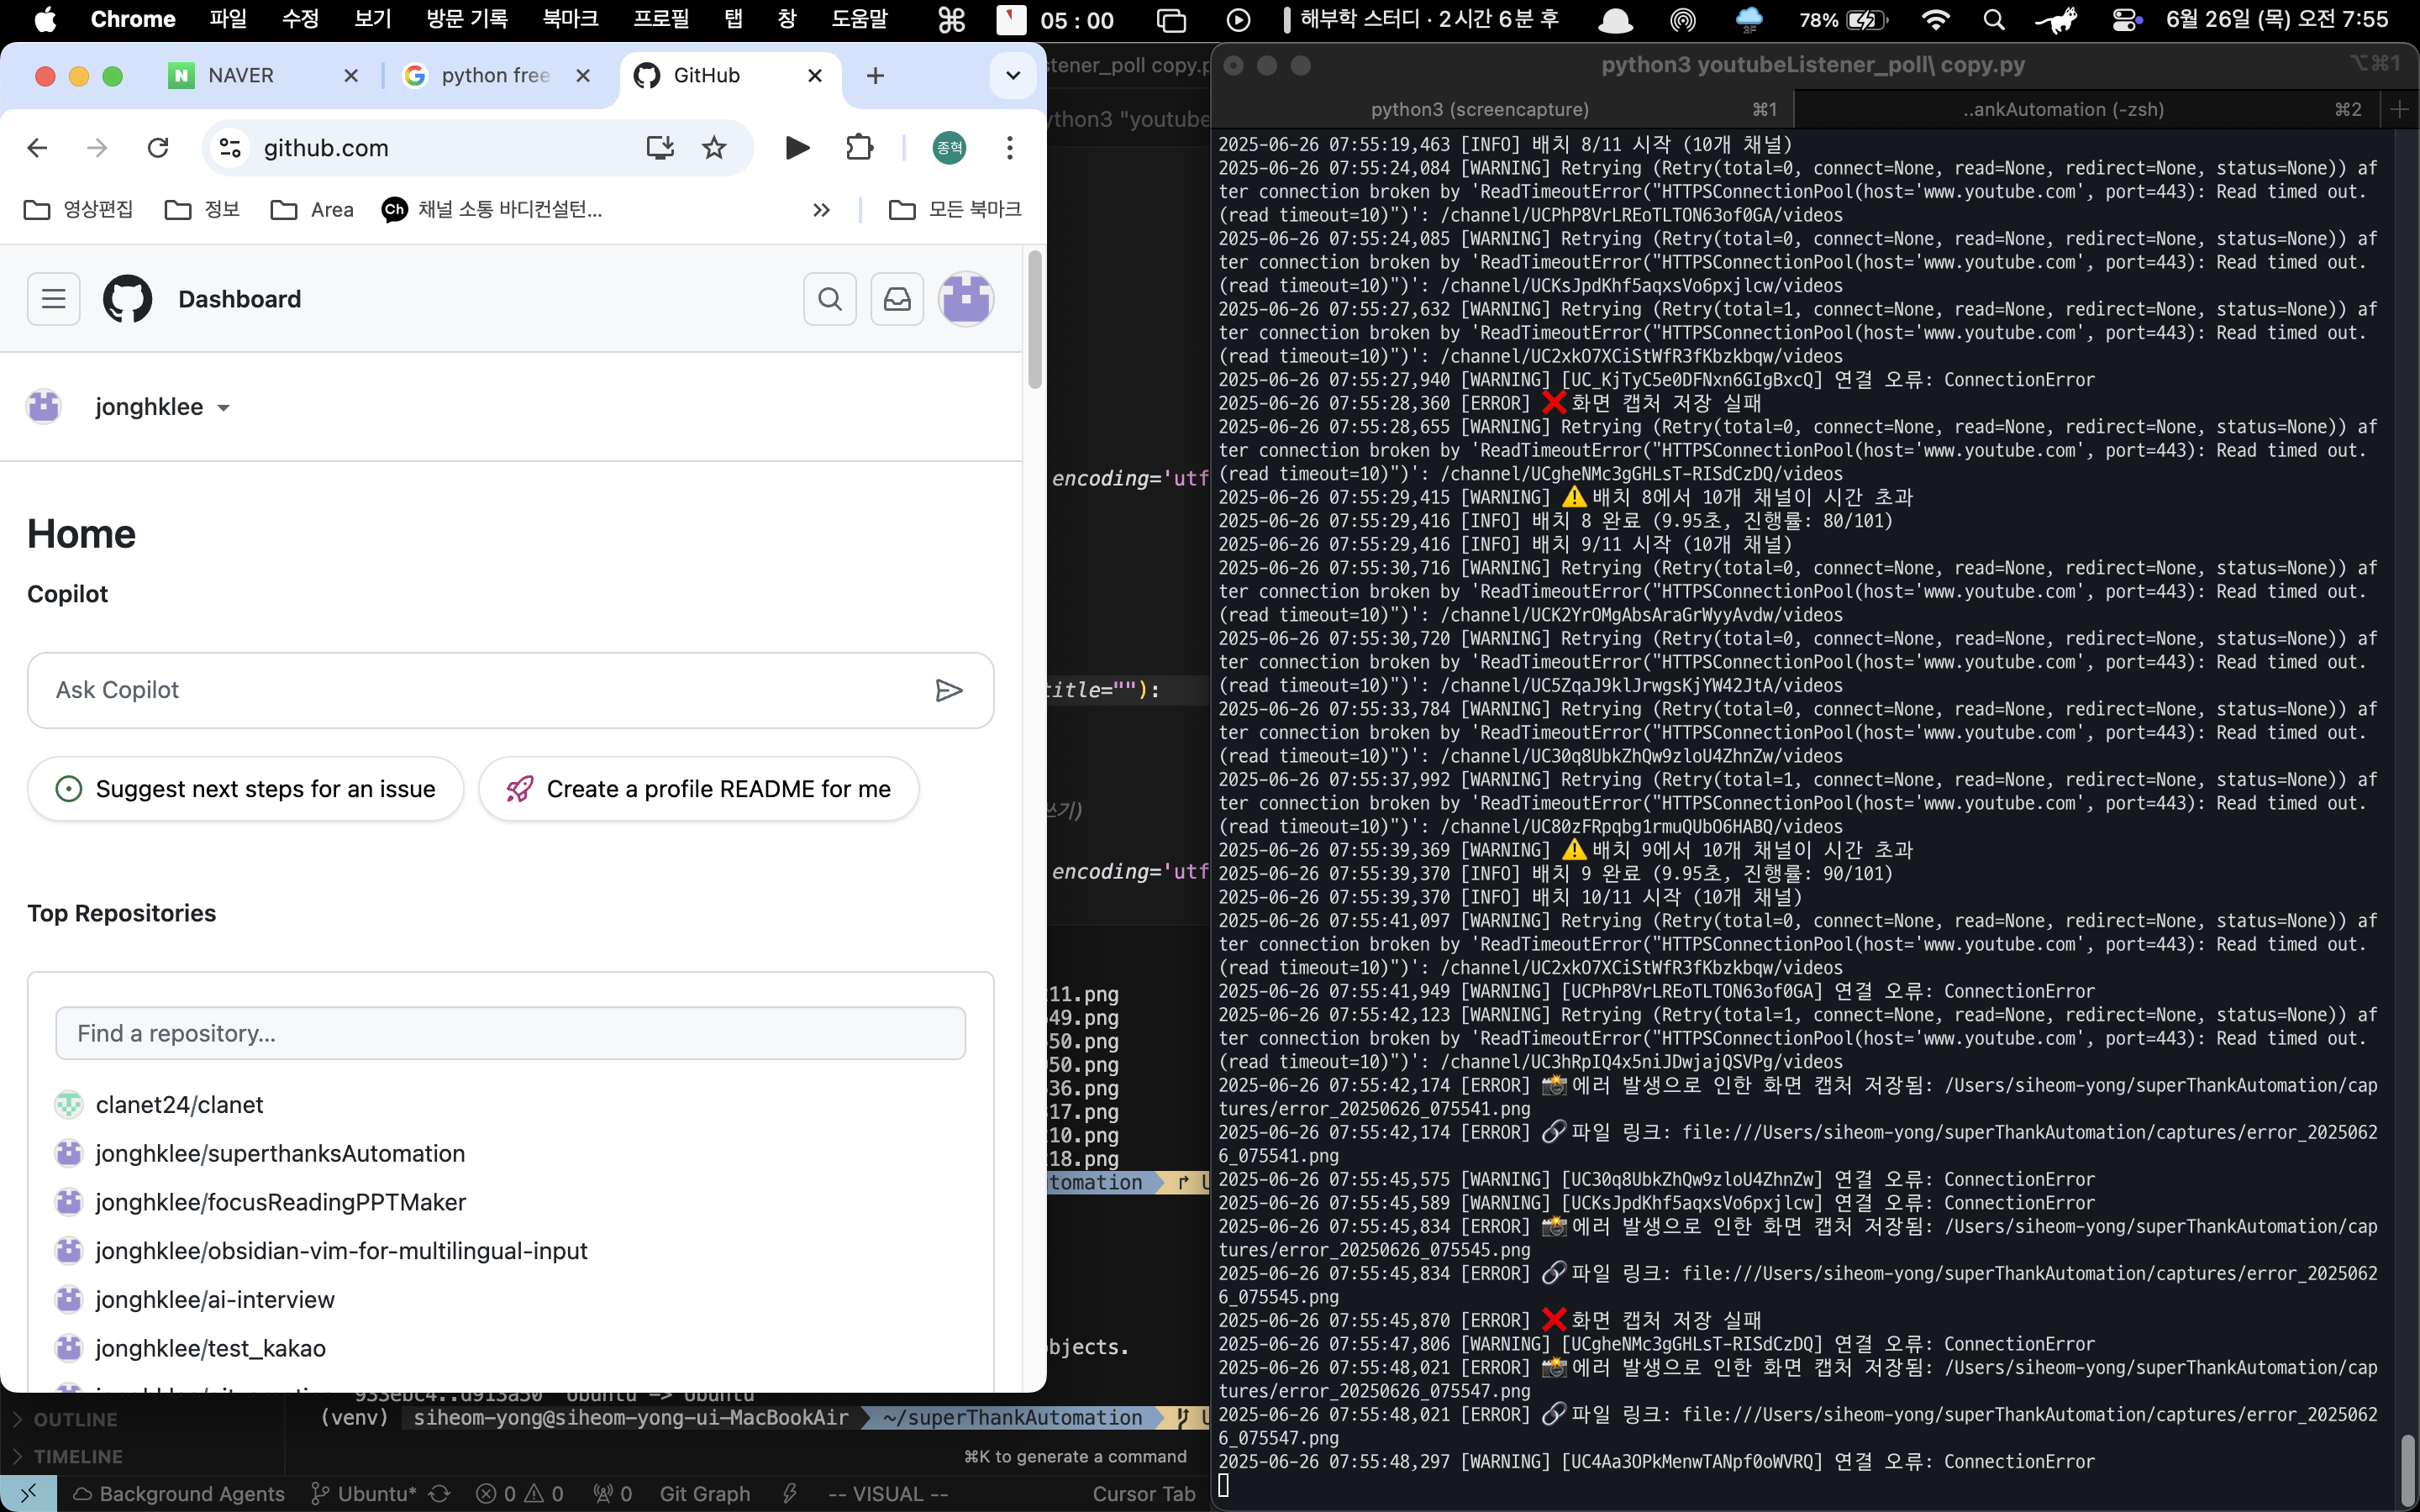 Chrome 파일 수정 보기 방문 기록 북마크 프로필 탭 창 도움말 05 : 00 해부학 스터디 · 2시간 6분 후 3F 78% 6월 26일 (목) 오전 7:55
NAVER
python free
GitHub
github.com
종혁
영상편집
정보
Area
Ch 채널 소통 바디컨설턴...
모든 북마크
Dashboard
jonghklee
Home
Copilot
Ask Copilot
Suggest next steps for an issue
Create a profile README for me
Top Repositories
Find a repository...
clanet24/clanet
jonghklee/superthanksAutomation
jonghklee/focusReadingPPTMaker
jonghklee/obsidian-vim-for-multilingual-input
jonghklee/ai-interview
jonghklee/test_kakao
stener_poll copy.p
ython3 "youtube
encoding='utf
title=""):
쓰기)
encoding='utf
11.png
49.png
50.png
50.png
36.png
17.png
10.png
18.png
tomation
bjects.
(venv) siheom-yong@siheom-yong-ui-MacBookAir ~/superThankAutomation
⌘K to generate a command
OUTLINE
TIMELINE
Background Agents Ubuntu* 0 0 0 Git Graph -- VISUAL -- Cursor Tab
python3 youtubeListener_poll\ copy.py ⌥⌘1
python3 (screencapture) ⌘1 ..ankAutomation (-zsh) ⌘2
2025-06-26 07:55:19,463 [INFO] 배치 8/11 시작 (10개 채널)
2025-06-26 07:55:24,084 [WARNING] Retrying (Retry(total=0, connect=None, read=None, redirect=None, status=None)) af
ter connection broken by 'ReadTimeoutError("HTTPSConnectionPool(host='www.youtube.com', port=443): Read timed out.
(read timeout=10)")': /channel/UCPhP8VrLREoTLTON63of0GA/videos
2025-06-26 07:55:24,085 [WARNING] Retrying (Retry(total=0, connect=None, read=None, redirect=None, status=None)) af
ter connection broken by 'ReadTimeoutError("HTTPSConnectionPool(host='www.youtube.com', port=443): Read timed out.
(read timeout=10)")': /channel/UCKsJpdKhf5aqxsVo6pxjlcw/videos
2025-06-26 07:55:27,632 [WARNING] Retrying (Retry(total=1, connect=None, read=None, redirect=None, status=None)) af
ter connection broken by 'ReadTimeoutError("HTTPSConnectionPool(host='www.youtube.com', port=443): Read timed out.
(read timeout=10)")': /channel/UC2xkO7XCiStWfR3fKbzkbqw/videos
2025-06-26 07:55:27,940 [WARNING] [UC_KjTyC5e0DFNxn6GIgBxcQ] 연결 오류: ConnectionError
2025-06-26 07:55:28,360 [ERROR] ❌ 화면 캡처 저장 실패
2025-06-26 07:55:28,655 [WARNING] Retrying (Retry(total=0, connect=None, read=None, redirect=None, status=None)) af
ter connection broken by 'ReadTimeoutError("HTTPSConnectionPool(host='www.youtube.com', port=443): Read timed out.
(read timeout=10)")': /channel/UCgheNMc3gGHLsT-RISdCzDQ/videos
2025-06-26 07:55:29,415 [WARNING] ⚠️ 배치 8에서 10개 채널이 시간 초과
2025-06-26 07:55:29,416 [INFO] 배치 8 완료 (9.95초, 진행률: 80/101)
2025-06-26 07:55:29,416 [INFO] 배치 9/11 시작 (10개 채널)
2025-06-26 07:55:30,716 [WARNING] Retrying (Retry(total=0, connect=None, read=None, redirect=None, status=None)) af
ter connection broken by 'ReadTimeoutError("HTTPSConnectionPool(host='www.youtube.com', port=443): Read timed out.
(read timeout=10)")': /channel/UCK2YrOMgAbsAraGrWyyAvdw/videos
2025-06-26 07:55:30,720 [WARNING] Retrying (Retry(total=0, connect=None, read=None, redirect=None, status=None)) af
ter connection broken by 'ReadTimeoutError("HTTPSConnectionPool(host='www.youtube.com', port=443): Read timed out.
(read timeout=10)")': /channel/UC5ZqaJ9klJrwgsKjYW42JtA/videos
2025-06-26 07:55:33,784 [WARNING] Retrying (Retry(total=0, connect=None, read=None, redirect=None, status=None)) af
ter connection broken by 'ReadTimeoutError("HTTPSConnectionPool(host='www.youtube.com', port=443): Read timed out.
(read timeout=10)")': /channel/UC30q8UbkZhQw9zloU4ZhnZw/videos
2025-06-26 07:55:37,992 [WARNING] Retrying (Retry(total=1, connect=None, read=None, redirect=None, status=None)) af
ter connection broken by 'ReadTimeoutError("HTTPSConnectionPool(host='www.youtube.com', port=443): Read timed out.
(read timeout=10)")': /channel/UC80zFRpqbg1rmuQUbO6HABQ/videos
2025-06-26 07:55:39,369 [WARNING] ⚠️ 배치 9에서 10개 채널이 시간 초과
2025-06-26 07:55:39,370 [INFO] 배치 9 완료 (9.95초, 진행률: 90/101)
2025-06-26 07:55:39,370 [INFO] 배치 10/11 시작 (10개 채널)
2025-06-26 07:55:41,097 [WARNING] Retrying (Retry(total=0, connect=None, read=None, redirect=None, status=None)) af
ter connection broken by 'ReadTimeoutError("HTTPSConnectionPool(host='www.youtube.com', port=443): Read timed out.
(read timeout=10)")': /channel/UC2xkO7XCiStWfR3fKbzkbqw/videos
2025-06-26 07:55:41,949 [WARNING] [UCPhP8VrLREoTLTON63of0GA] 연결 오류: ConnectionError
2025-06-26 07:55:42,123 [WARNING] Retrying (Retry(total=1, connect=None, read=None, redirect=None, status=None)) af
ter connection broken by 'ReadTimeoutError("HTTPSConnectionPool(host='www.youtube.com', port=443): Read timed out.
(read timeout=10)")': /channel/UC3hRpIQ4x5niJDwjajQSVPg/videos
2025-06-26 07:55:42,174 [ERROR] 📸 에러 발생으로 인한 화면 캡처 저장됨: /Users/siheom-yong/superThankAutomation/cap
tures/error_20250626_075541.png
2025-06-26 07:55:42,174 [ERROR] 🔗 파일 링크: file:///Users/siheom-yong/superThankAutomation/captures/error_2025062
6_075541.png
2025-06-26 07:55:45,575 [WARNING] [UC30q8UbkZhQw9zloU4ZhnZw] 연결 오류: ConnectionError
2025-06-26 07:55:45,589 [WARNING] [UCKsJpdKhf5aqxsVo6pxjlcw] 연결 오류: ConnectionError
2025-06-26 07:55:45,834 [ERROR] 📸 에러 발생으로 인한 화면 캡처 저장됨: /Users/siheom-yong/superThankAutomation/cap
tures/error_20250626_075545.png
2025-06-26 07:55:45,834 [ERROR] 🔗 파일 링크: file:///Users/siheom-yong/superThankAutomation/captures/error_2025062
6_075545.png
2025-06-26 07:55:45,870 [ERROR] ❌ 화면 캡처 저장 실패
2025-06-26 07:55:47,806 [WARNING] [UCgheNMc3gGHLsT-RISdCzDQ] 연결 오류: ConnectionError
2025-06-26 07:55:48,021 [ERROR] 📸 에러 발생으로 인한 화면 캡처 저장됨: /Users/siheom-yong/superThankAutomation/cap
tures/error_20250626_075547.png
2025-06-26 07:55:48,021 [ERROR] 🔗 파일 링크: file:///Users/siheom-yong/superThankAutomation/captures/error_2025062
6_075547.png
2025-06-26 07:55:48,297 [WARNING] [UC4Aa3OPkMenwTANpf0oWVRQ] 연결 오류: ConnectionError